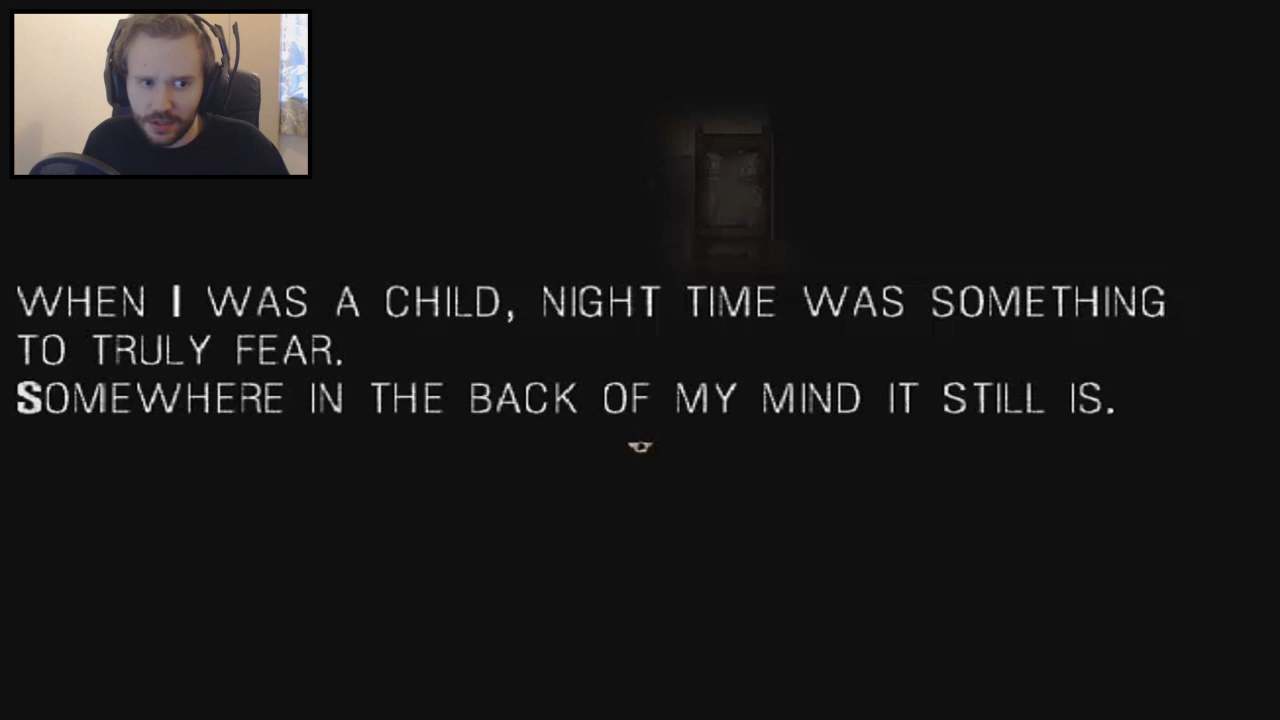 WHEN I WAS A CHILD, NIGHT TIME WAS SOMETHING
TO TRULY FEAR.
SOMEWHERE IN THE BACK OF MY MIND IT STILL IS.